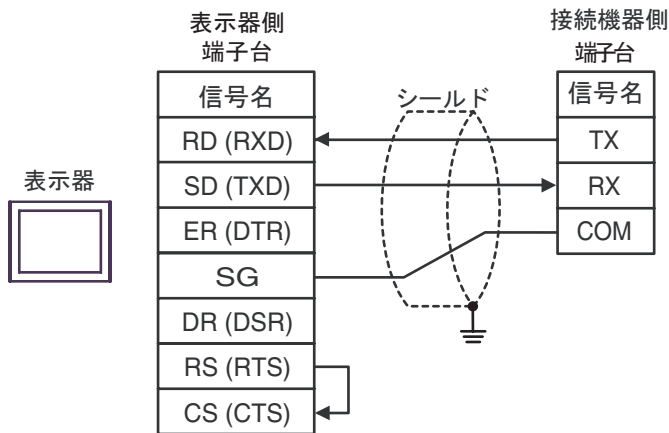 表示器側
端子台
接続機器側
端子台
信号名
シールド
信号名
RD (RXD)
TX
表示器
SD (TXD)
RX
ER (DTR)
COM
SG
DR (DSR)
RS (RTS)
CS (CTS)